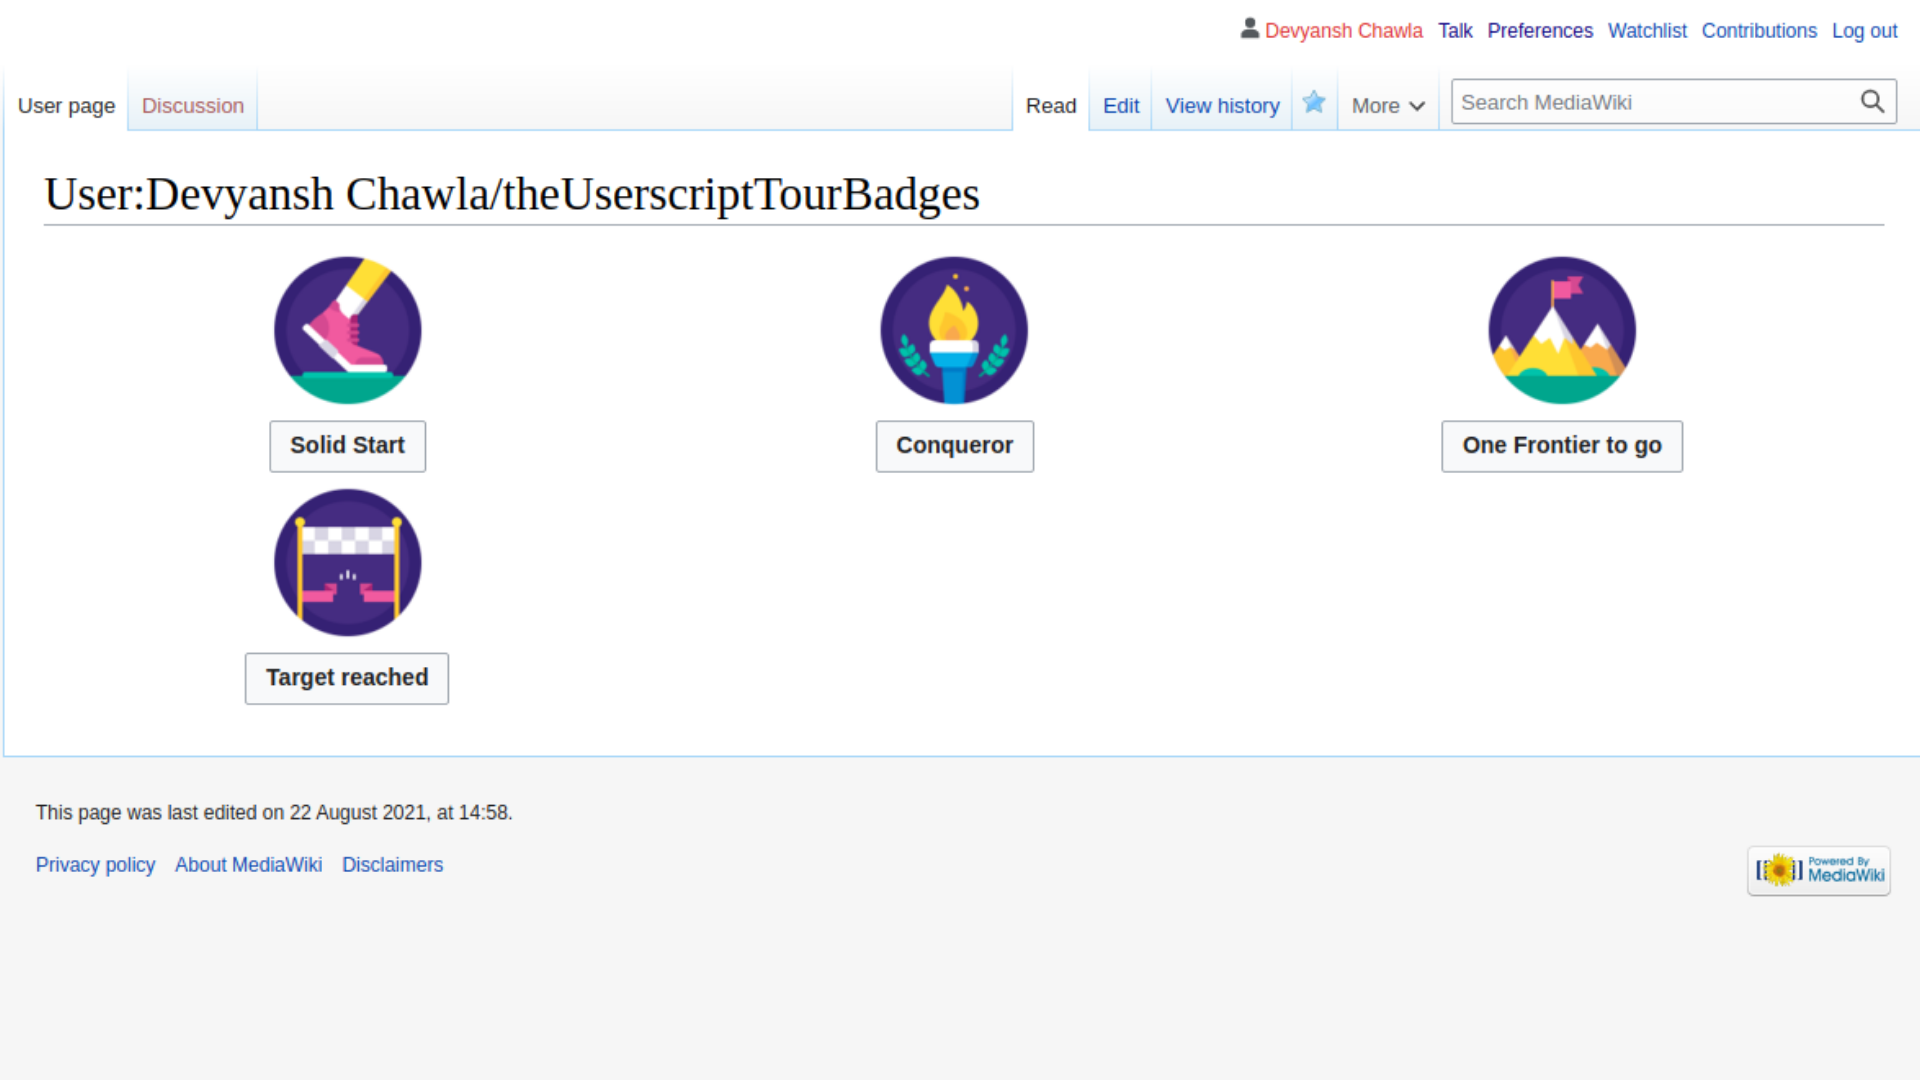 Devyansh Chawla Talk Preferences Watchlist Contributions Log out
User page Discussion Read Edit View history More Search MediaWiki
User:Devyansh Chawla/theUserscriptTourBadges
Solid Start Conqueror One Frontier to go
Target reached
This page was last edited on 22 August 2021, at 14:58.
Privacy policy About MediaWiki Disclaimers
Powered By
MediaWiki